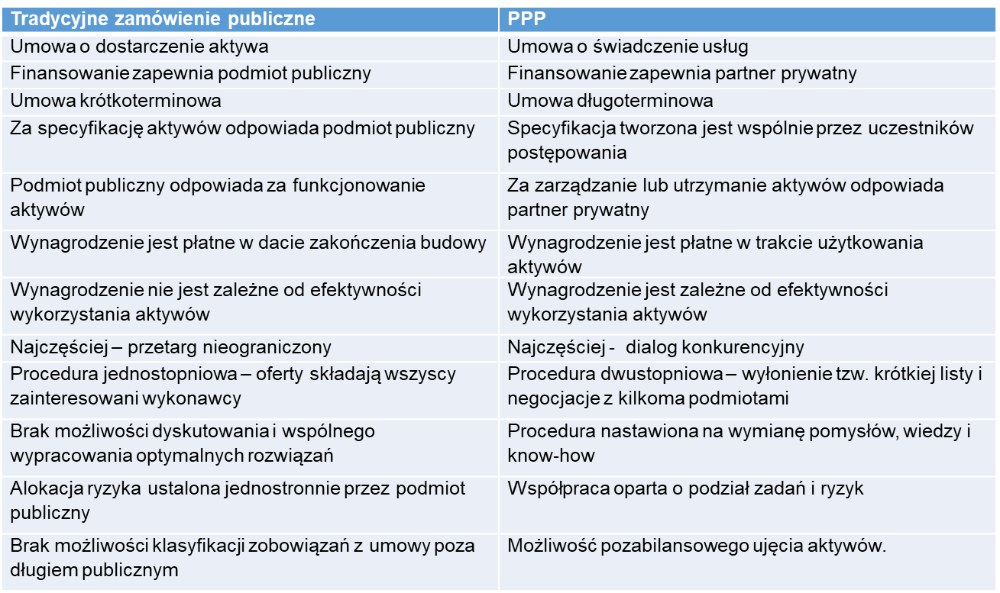 Tradycyjne zamówienie publiczne
PPP
Umowa o dostarczenie aktywa
Umowa o świadczenie usług
Finansowanie zapewnia podmiot publiczny
Finansowanie zapewnia partner prywatny
Umowa krótkoterminowa
Umowa długoterminowa
Za specyfikację aktywów odpowiada podmiot publiczny
Specyfikacja tworzona jest wspólnie przez uczestników
postępowania
Podmiot publiczny odpowiada za funkcjonowanie
aktywów
Za zarządzanie lub utrzymanie aktywów odpowiada
partner prywatny
Wynagrodzenie jest płatne w dacie zakończenia budowy
Wynagrodzenie jest płatne w trakcie użytkowania
aktywów
Wynagrodzenie nie jest zależne od efektywności
wykorzystania aktywów
Wynagrodzenie jest zależne od efektywności
wykorzystania aktywów
Najczęściej – przetarg nieograniczony
Najczęściej - dialog konkurencyjny
Procedura jednostopniowa – oferty składają wszyscy
zainteresowani wykonawcy
Procedura dwustopniowa – wyłonienie tzw. krótkiej listy i
negocjacje z kilkoma podmiotami
Brak możliwości dyskutowania i wspólnego
wypracowania optymalnych rozwiązań
Procedura nastawiona na wymianę pomysłów, wiedzy i
know-how
Alokacja ryzyka ustalona jednostronnie przez podmiot
publiczny
Współpraca oparta o podział zadań i ryzyk
Brak możliwości klasyfikacji zobowiązań z umowy poza
długiem publicznym
Możliwość pozabilansowego ujęcia aktywów.